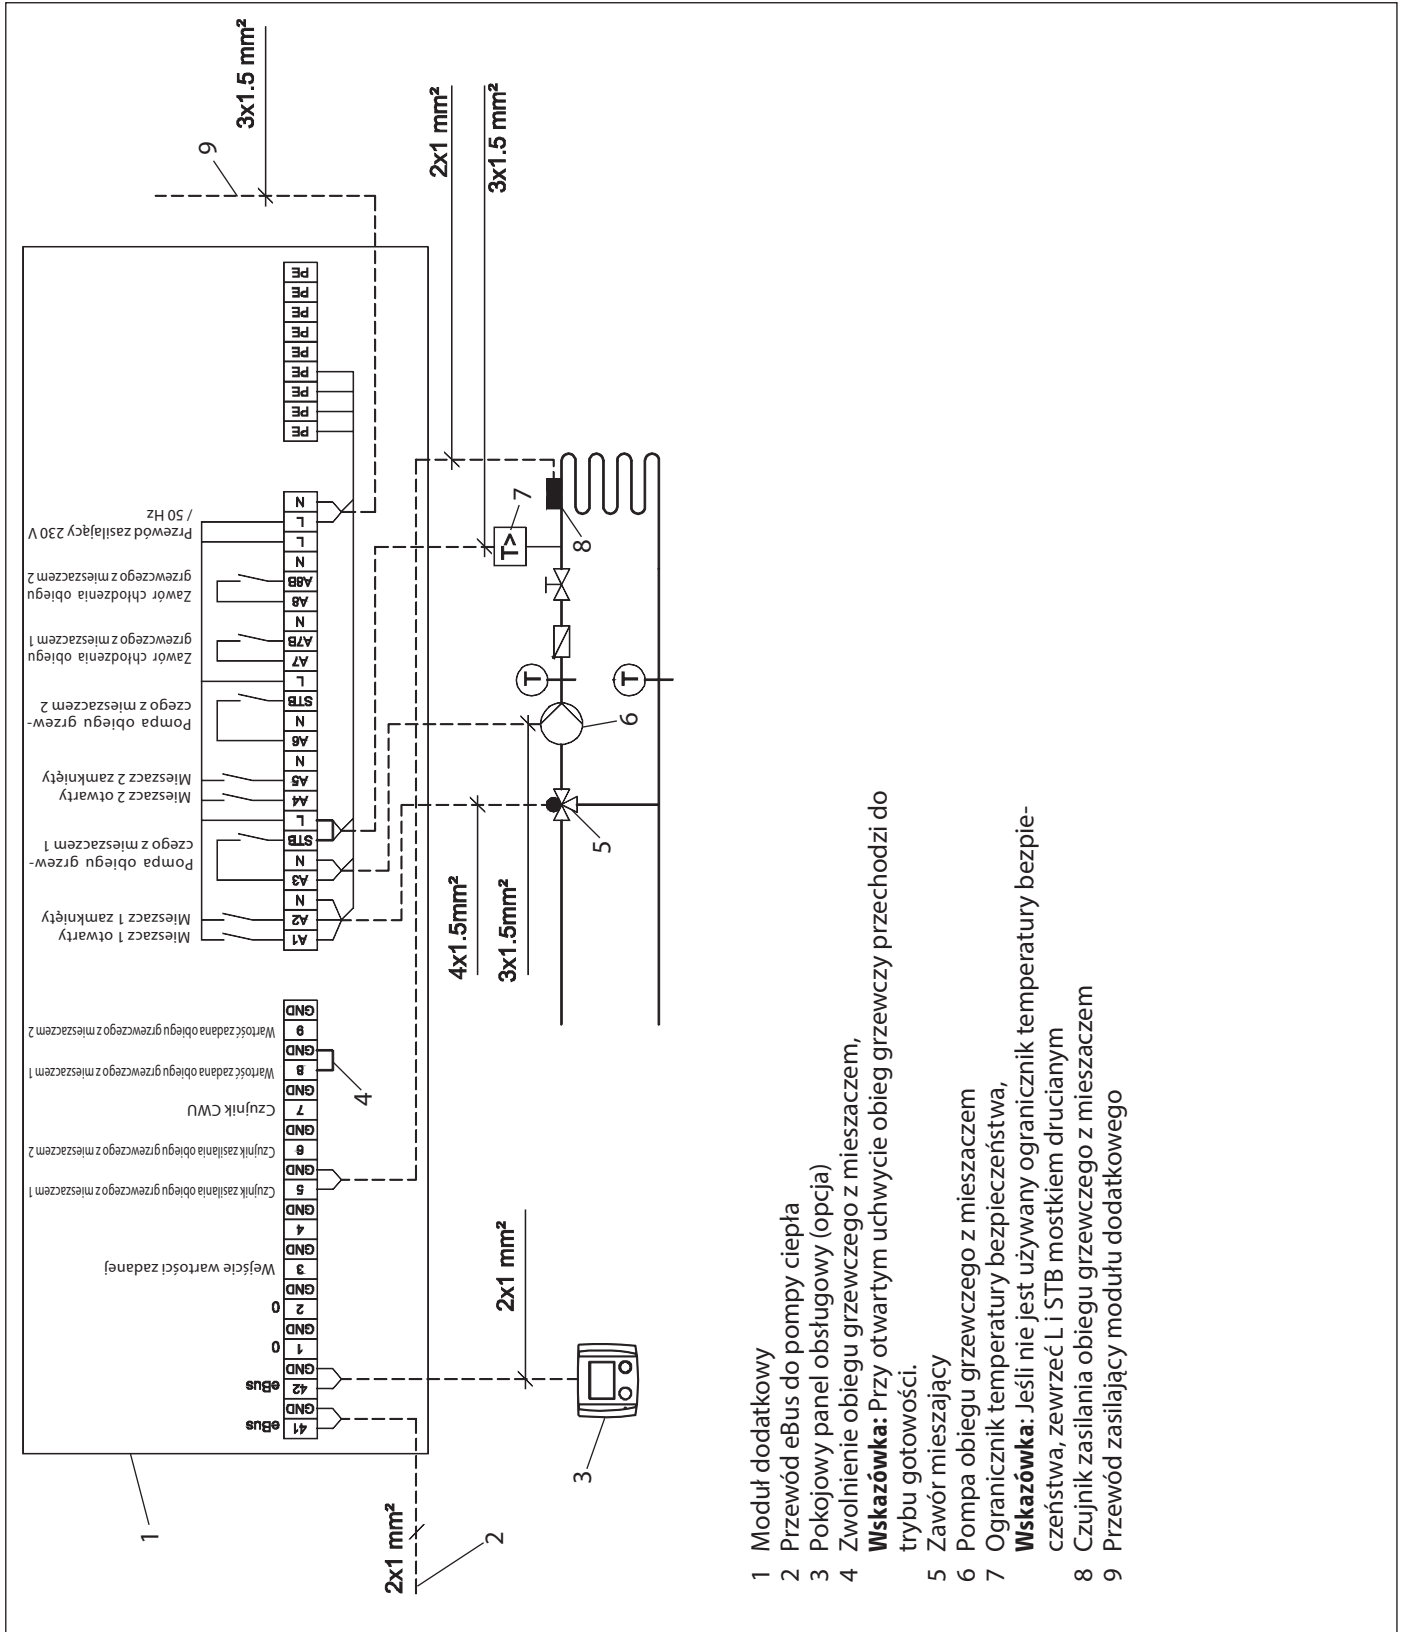 3x1.5 mm²
9
2x1 mm²
3x1.5 mm²
PE
PE
PE
PE
PE
PE
PE
PE
PE
Przewód zasilający 230 V
/ 50 Hz
N
L
L
N
Zawór chłodzenia obiegu
grzewczego z mieszaczem 2
A8B
A8
N
Zawór chłodzenia obiegu
grzewczego z mieszaczem 1
A7B
A7
L
Pompa obiegu grzew-
czego z mieszaczem 2
STB
N
A6
N
Mieszacz 2 zamknięty
A5
Mieszacz 2 otwarty
A4
L
Pompa obiegu grzew-
czego z mieszaczem 1
STB
N
A3
N
Mieszacz 1 zamknięty
A2
Mieszacz 1 otwarty
A1
GND
Wartość zadana obiegu grzewczego z mieszaczem 2
9
GND
Wartość zadana obiegu grzewczego z mieszaczem 1
8
GND
Czujnik CWU
7
GND
Czujnik zasilania obiegu grzewczego z mieszaczem 2
6
GND
Czujnik zasilania obiegu grzewczego z mieszaczem 1
5
GND
4
GND
Wejście wartości zadanej
3
GND
0
2
GND
0
1
GND
eBus
42
GND
eBus
41
4
7
T>
8
T
T
6
5
4x1.5mm²
3x1.5mm²
2x1 mm²
3
1
2x1 mm²
2
1 Moduł dodatkowy
2 Przewód eBus do pompy ciepła
3 Pokojowy panel obsługowy (opcja)
4 Zwolnienie obiegu grzewczego z mieszaczem,
Wskazówka: Przy otwartym uchwycie obieg grzewczy przechodzi do
trybu gotowości.
5 Zawór mieszający
6 Pompa obiegu grzewczego z mieszaczem
7 Ogranicznik temperatury bezpieczeństwa,
Wskazówka: Jeśli nie jest używany ogranicznik temperatury bezpie-
czeństwa, zewrzeć L i STB mostkiem drucianym
8 Czujnik zasilania obiegu grzewczego z mieszaczem
9 Przewód zasilający modułu dodatkowego